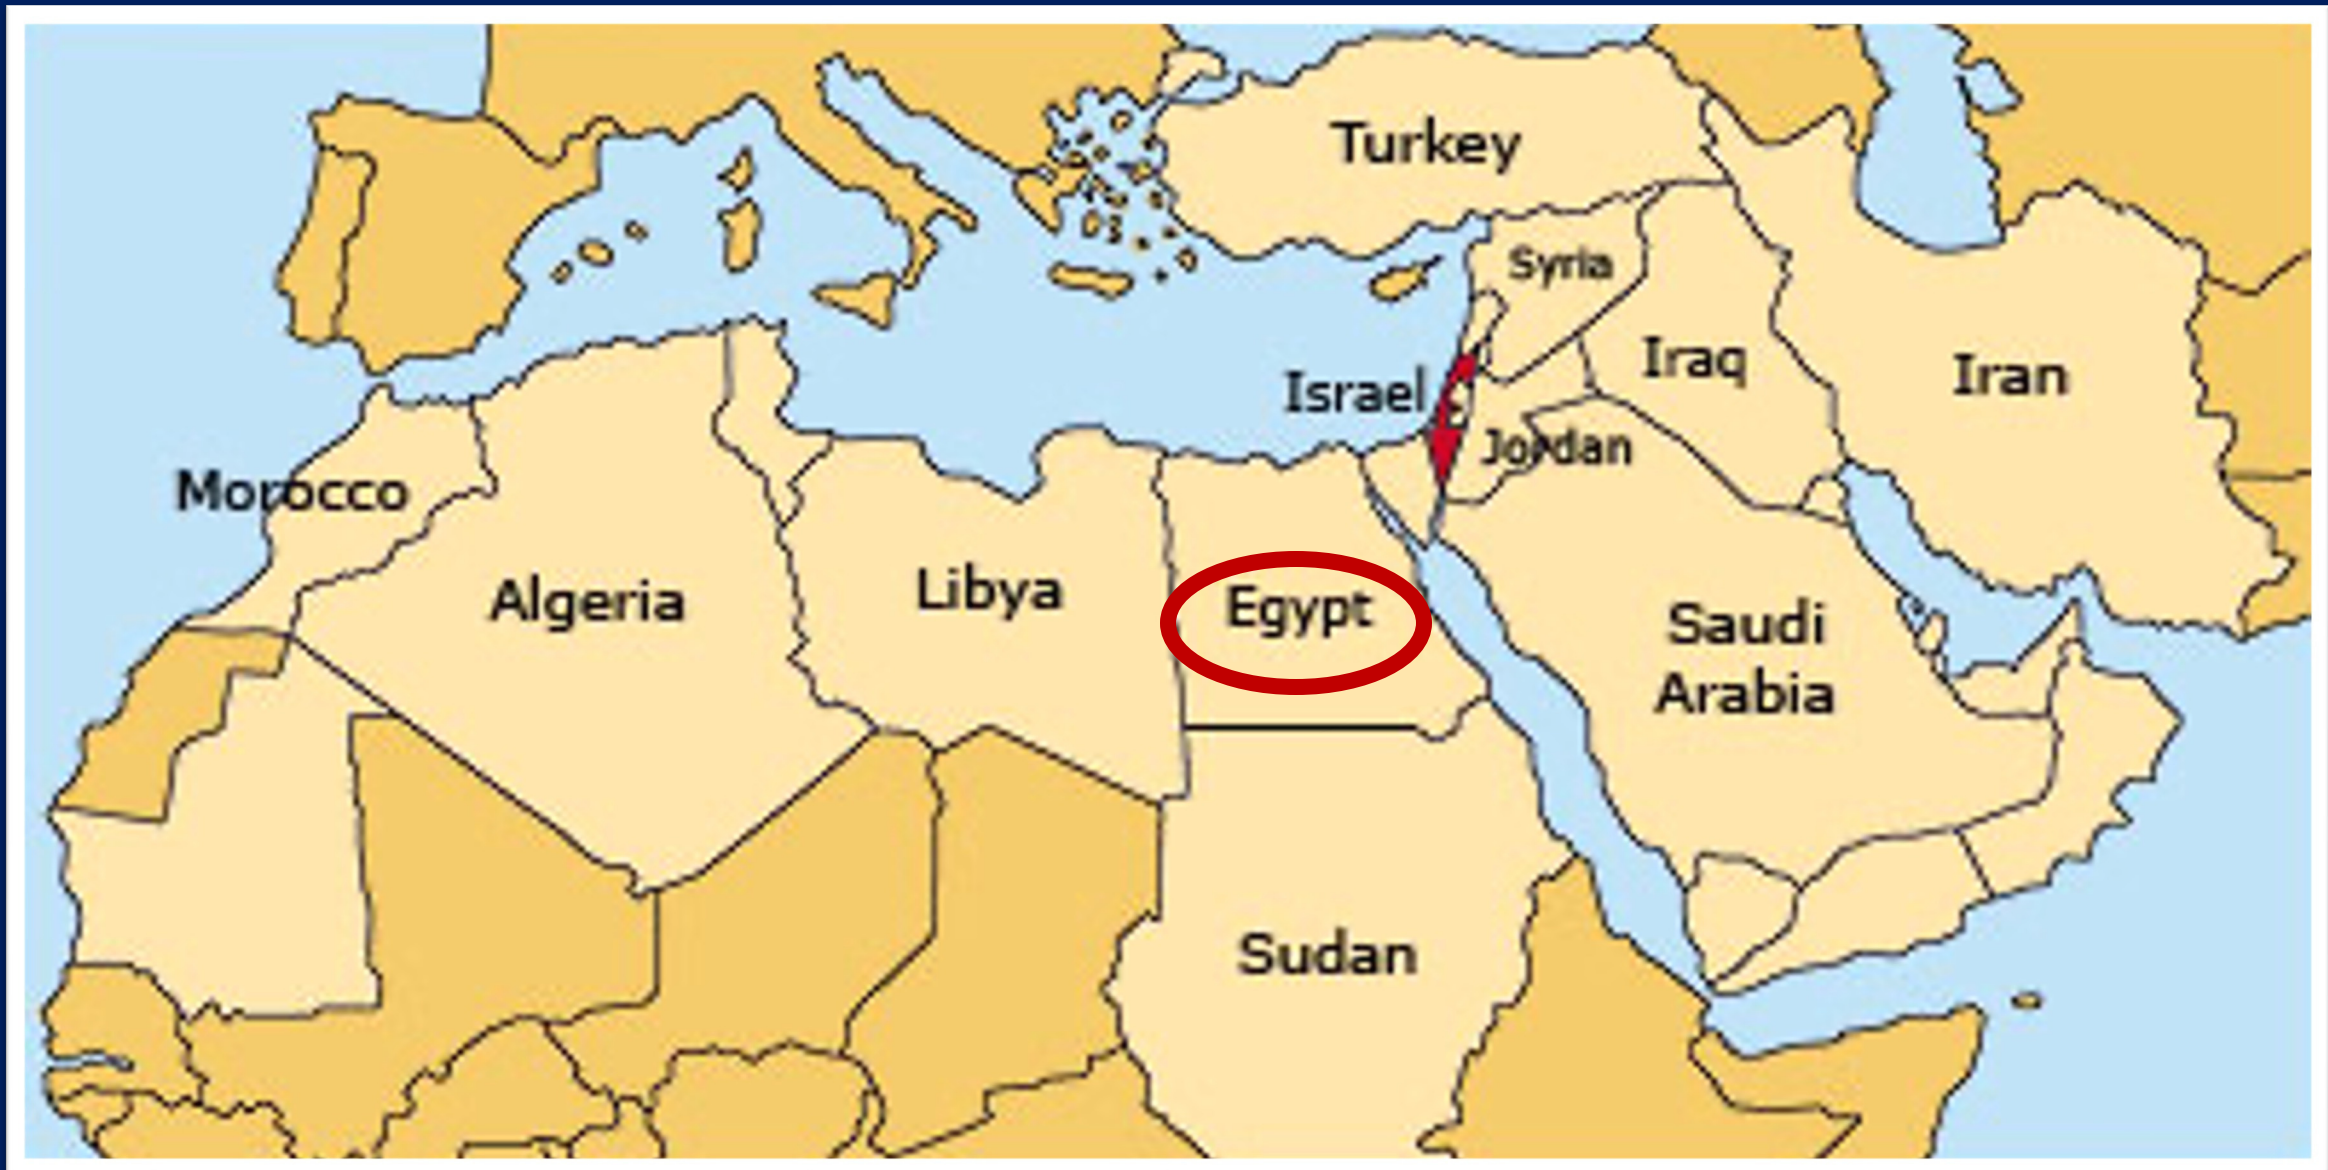 Turkey
Syria
Iraq
Iran
Israel
Jordan
Morocco
Algeria
Libya
Egypt
Saudi
Arabia
Sudan